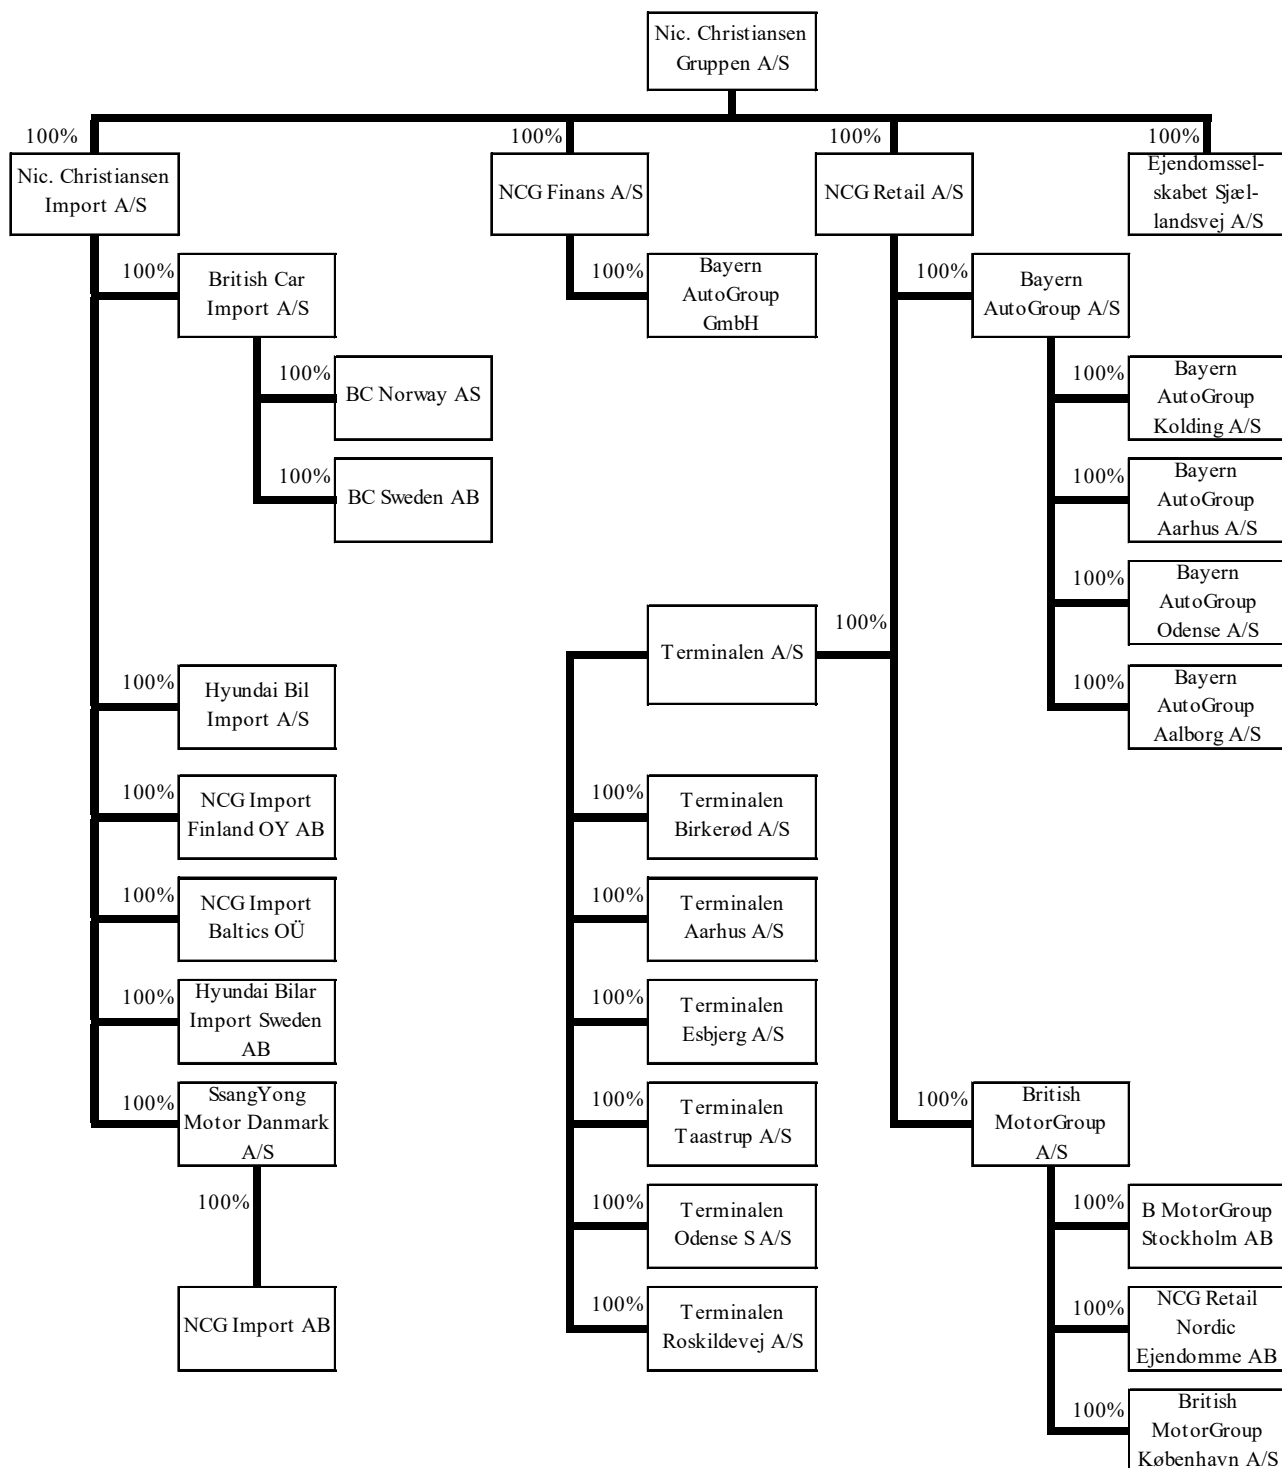 Nic. Christiansen
Gruppen A/S
100%
100%
100%
100%
Nic. Christiansen
Import A/S
NCG Finans A/S
NCG Retail A/S
Ejendomssel-
skabet Sjæl-
landsvej A/S
100%
British Car
Import A/S
100%
Bayern
AutoGroup
GmbH
100%
Bayern
AutoGroup A/S
100%
BC Norway AS
100%
Bayern
AutoGroup
Kolding A/S
100%
BC Sweden AB
100%
Bayern
AutoGroup
Aarhus A/S
100%
Bayern
AutoGroup
Odense A/S
Terminalen A/S
100%
100%
Hyundai Bil
Import A/S
100%
Bayern
AutoGroup
Aalborg A/S
100%
NCG Import
Finland OY AB
100%
Terminalen
Birkerød A/S
100%
NCG Import
Baltics OÜ
100%
Terminalen
Aarhus A/S
100%
Hyundai Bilar
Import Sweden
AB
100%
Terminalen
Esbjerg A/S
100%
SsangYong
Motor Danmark
A/S
100%
Terminalen
Taastrup A/S
100%
British
MotorGroup
A/S
100%
100%
Terminalen
Odense S A/S
100%
B MotorGroup
Stockholm AB
NCG Import AB
100%
Terminalen
Roskildevej A/S
100%
NCG Retail
Nordic
Ejendomme AB
100%
British
MotorGroup
København A/S